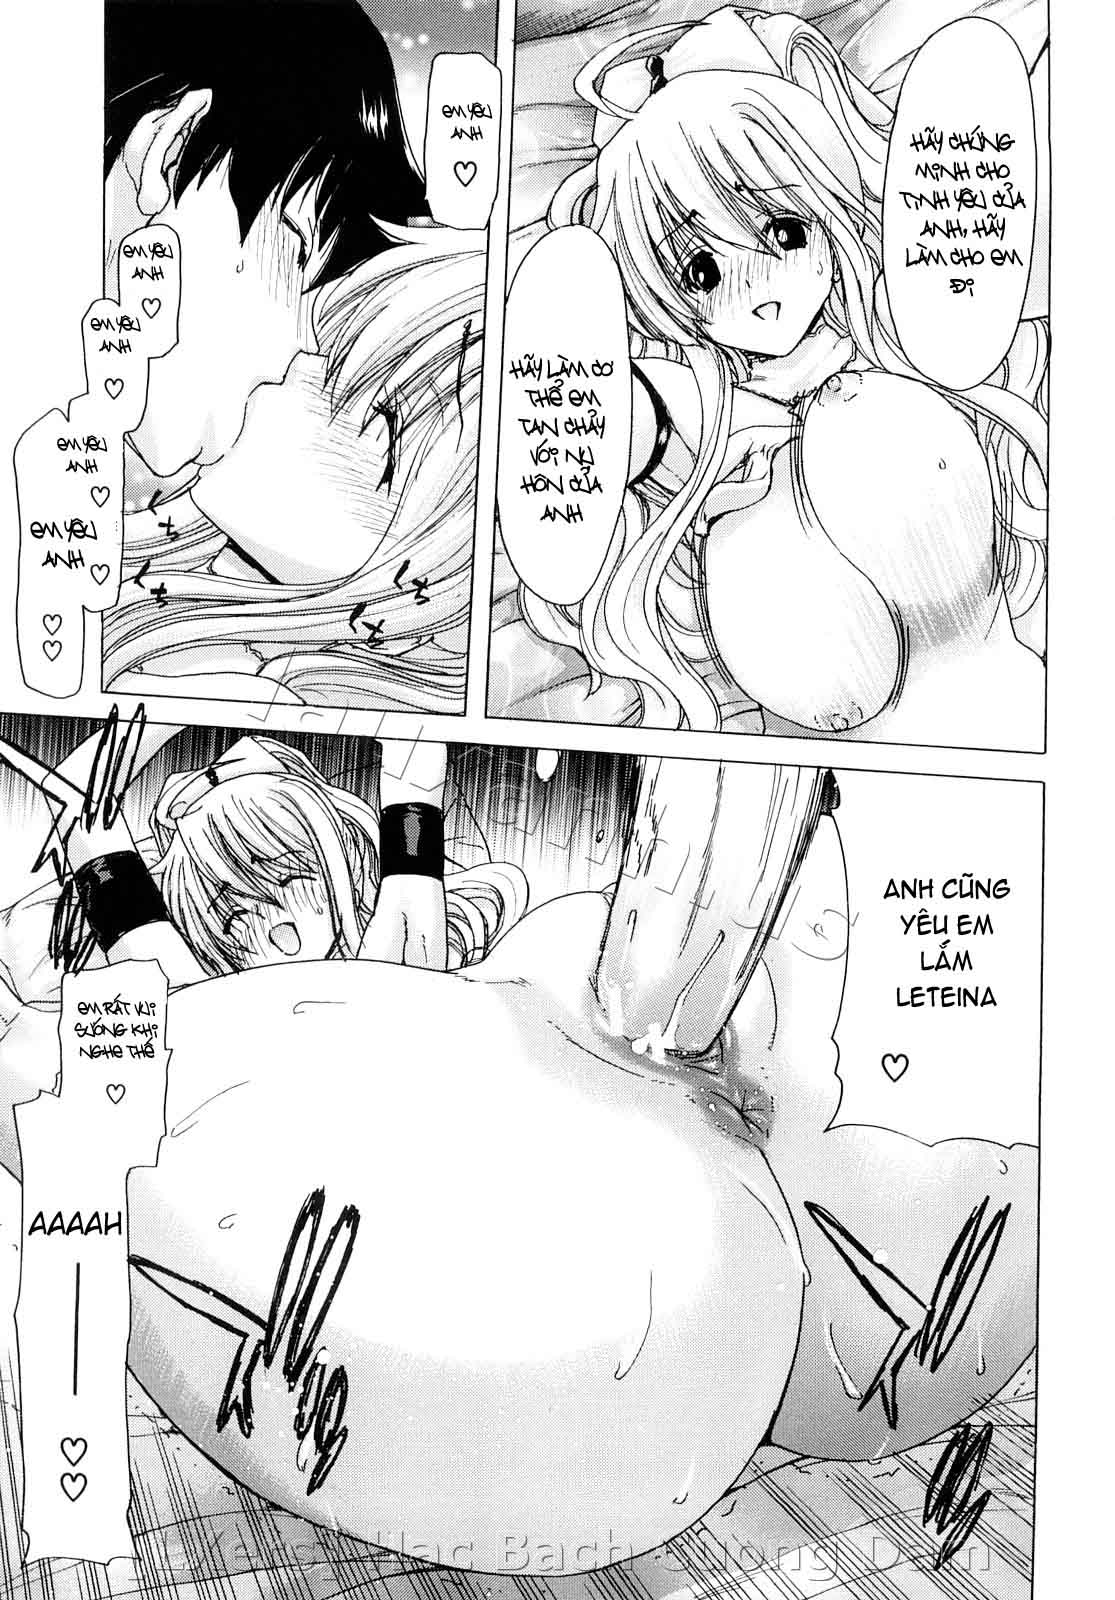 HÃY CHỨNG
MINH CHO
TÌNH YÊU CỦA
ANH, HÃY
LÀM CHO EM
ĐI
HÃY LÀM CƠ
THỂ EM
TAN CHẢY
VỚI NỤ
HÔN CỦA
ANH
EM YÊU
ANH
♡
EM YÊU
ANH
♡
EM YÊU
ANH
♡
EM YÊU
ANH
♡
EM YÊU
ANH
♡
♡
♡
ANH CŨNG
YÊU EM
LẮM
LETEINA
♡
EM RẤT VUI
SƯỚNG KHI
NGHE THẾ
♡
AAAAH
♡
♡